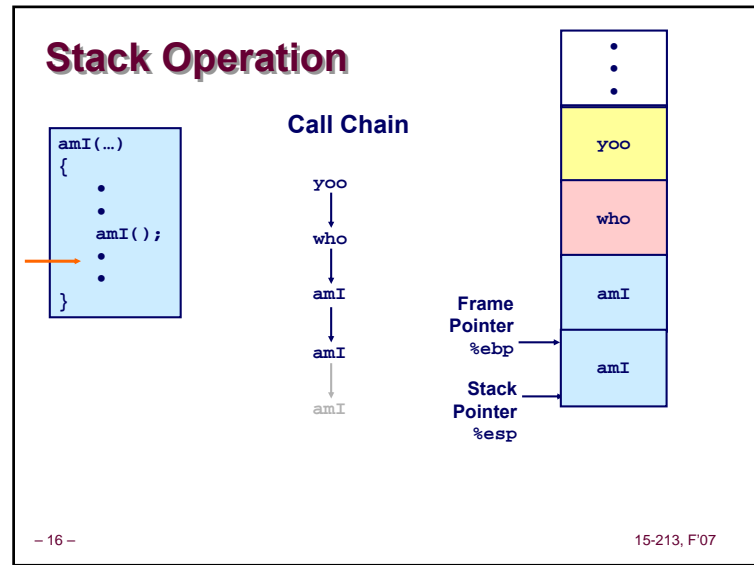 Stack Operation
amI(…)
{
•
•
amI();
•
•
}
Call Chain
yoo
who
amI
amI
amI
Frame
Pointer
%ebp
Stack
Pointer
%esp
•
•
•
yoo
who
amI
amI
– 16 –
15-213, F'07